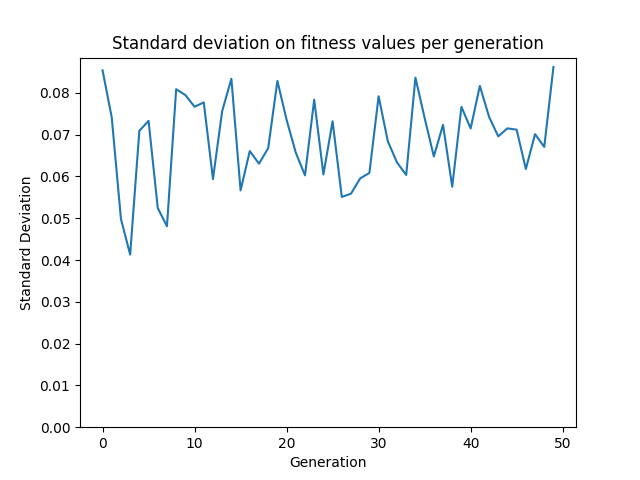 Standard deviation on fitness values per generation
0.08
0.07
0.06
0.05
0.04
0.03
0.02
0.01
0.00
Standard Deviation
0 10 20 30 40 50
Generation